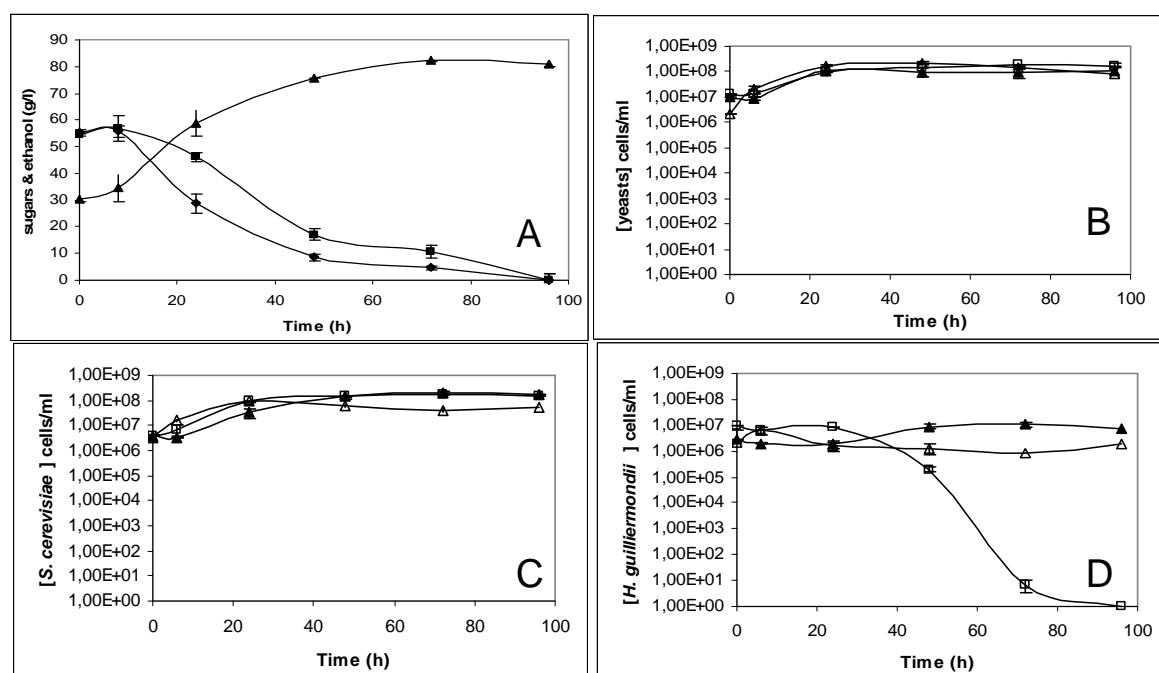 90
80
70
60
50
40
30
20
10
0
sugars & ethanol (g/l)
0 20 40 60 80 100
Time (h)
A
1,00E+09
1,00E+08
1,00E+07
1,00E+06
1,00E+05
1,00E+04
1,00E+03
1,00E+02
1,00E+01
1,00E+00
[yeasts] cells/ml
0 20 40 60 80 100
Time (h)
B
1,00E+09
1,00E+08
1,00E+07
1,00E+06
1,00E+05
1,00E+04
1,00E+03
1,00E+02
1,00E+01
1,00E+00
[S. cerevisiae ] cells/ml
0 20 40 60 80 100
Time (h)
C
1,00E+09
1,00E+08
1,00E+07
1,00E+06
1,00E+05
1,00E+04
1,00E+03
1,00E+02
1,00E+01
1,00E+00
[H. guilliermondii ] cells/ml
0 20 40 60 80 100
Time (h)
D